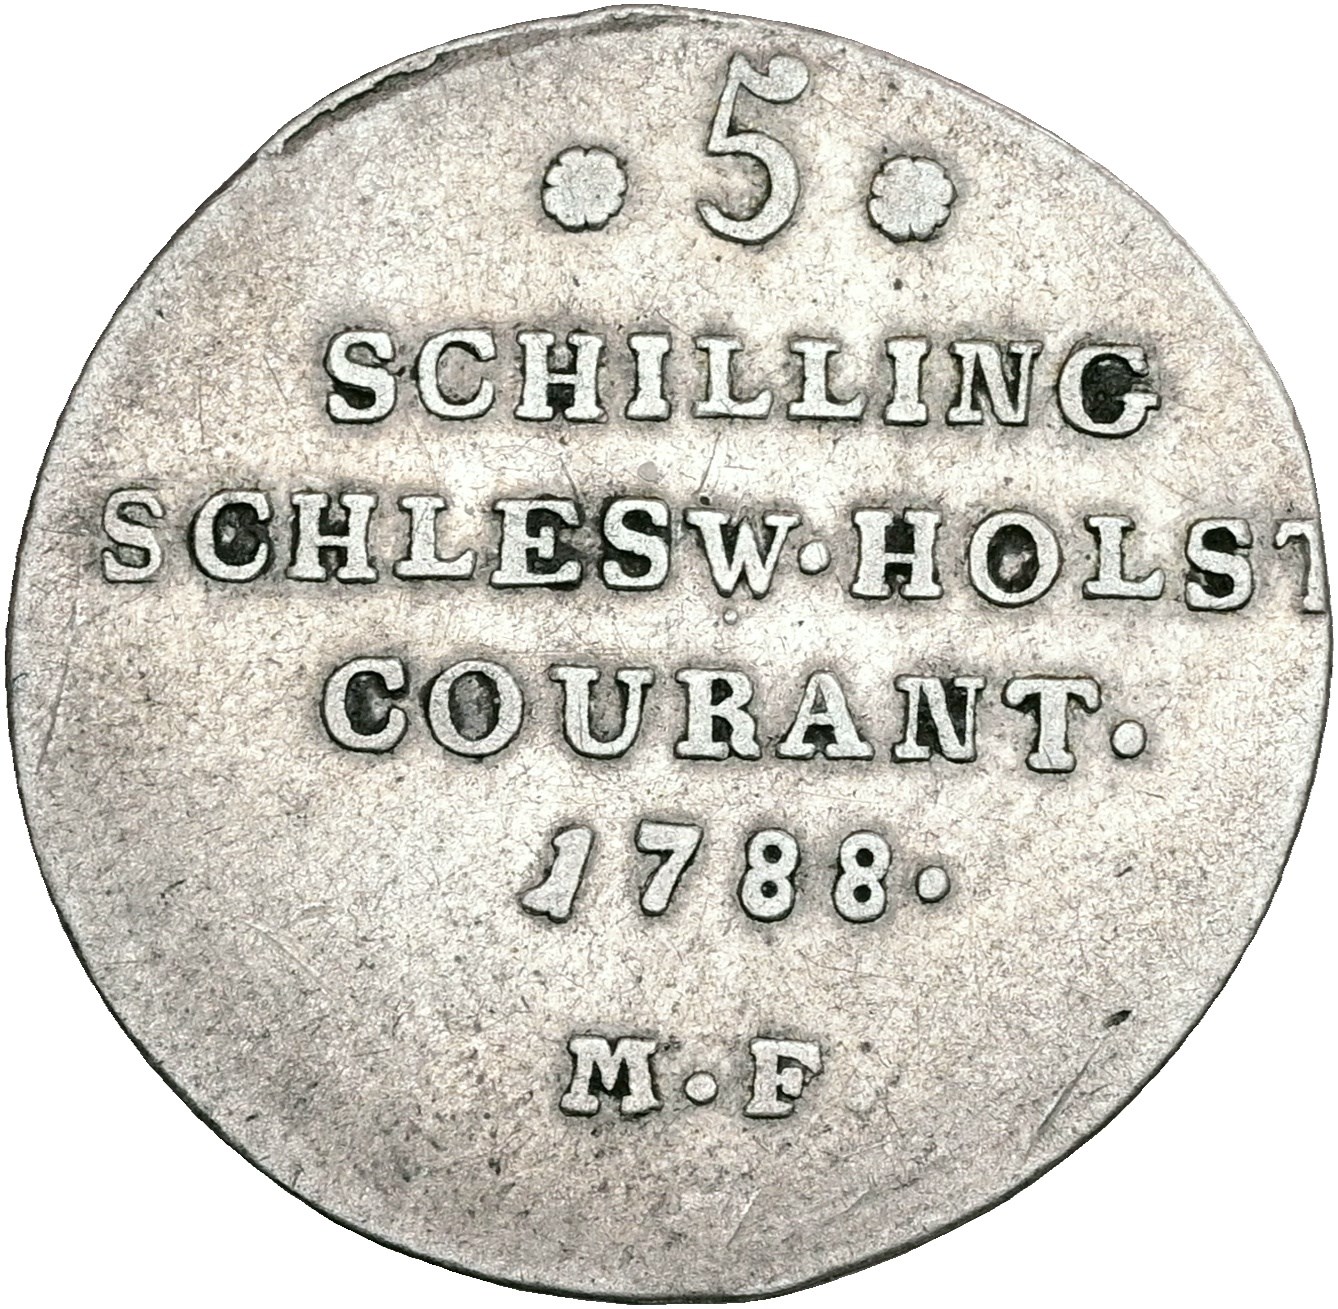 5
SCHILLING
SCHLESW·HOLST
COURANT.
1788.
M·F